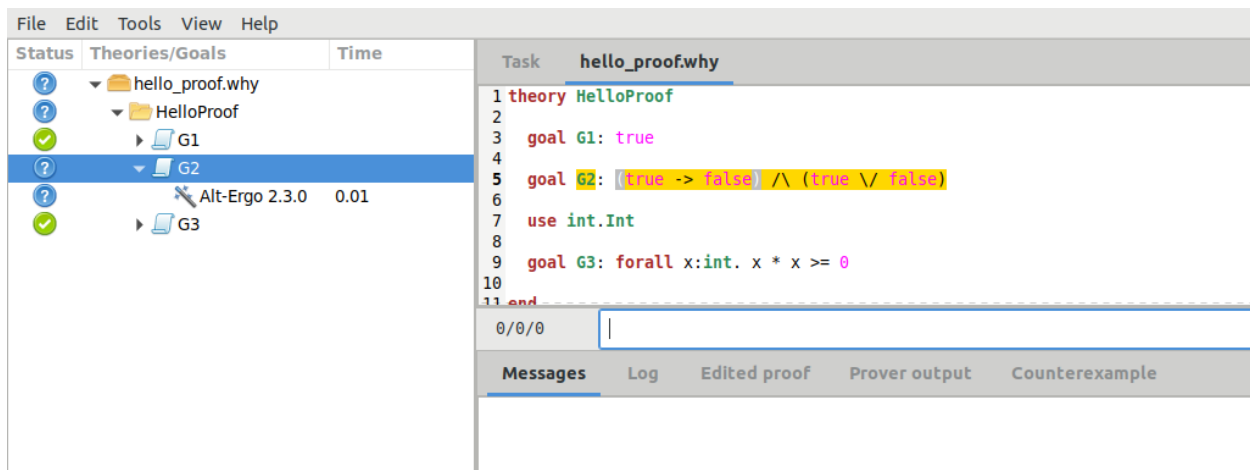 File Edit Tools View Help
Status Theories/Goals Time
hello_proof.why
HelloProof
G1
G2
Alt-Ergo 2.3.0 0.01
G3
Task hello_proof.why
1 theory HelloProof
2
3 goal G1: true
4
5 goal G2: (true -> false) /\ (true \/ false)
6
7 use int.Int
8
9 goal G3: forall x:int. x * x >= 0
10
11 end
0/0/0
Messages Log Edited proof Prover output Counterexample